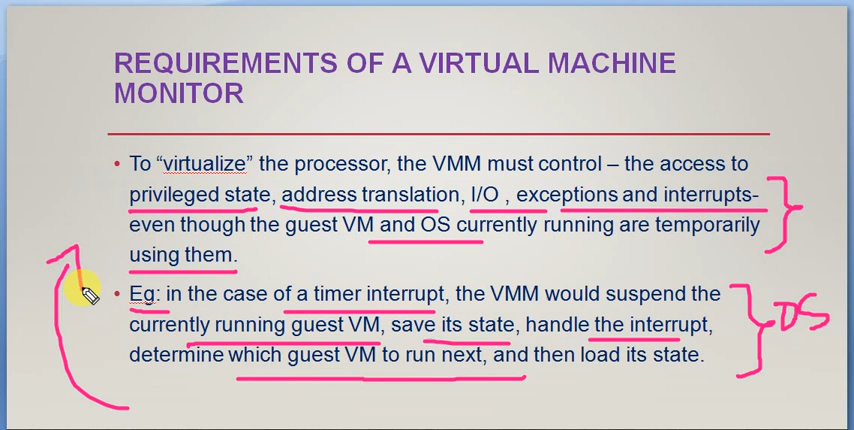 REQUIREMENTS OF A VIRTUAL MACHINE
MONITOR
• To “virtualize” the processor, the VMM must control – the access to
privileged state, address translation, I/O , exceptions and interrupts-
even though the guest VM and OS currently running are temporarily
using them.
• Eg: in the case of a timer interrupt, the VMM would suspend the
currently running guest VM, save its state, handle the interrupt,
determine which guest VM to run next, and then load its state.